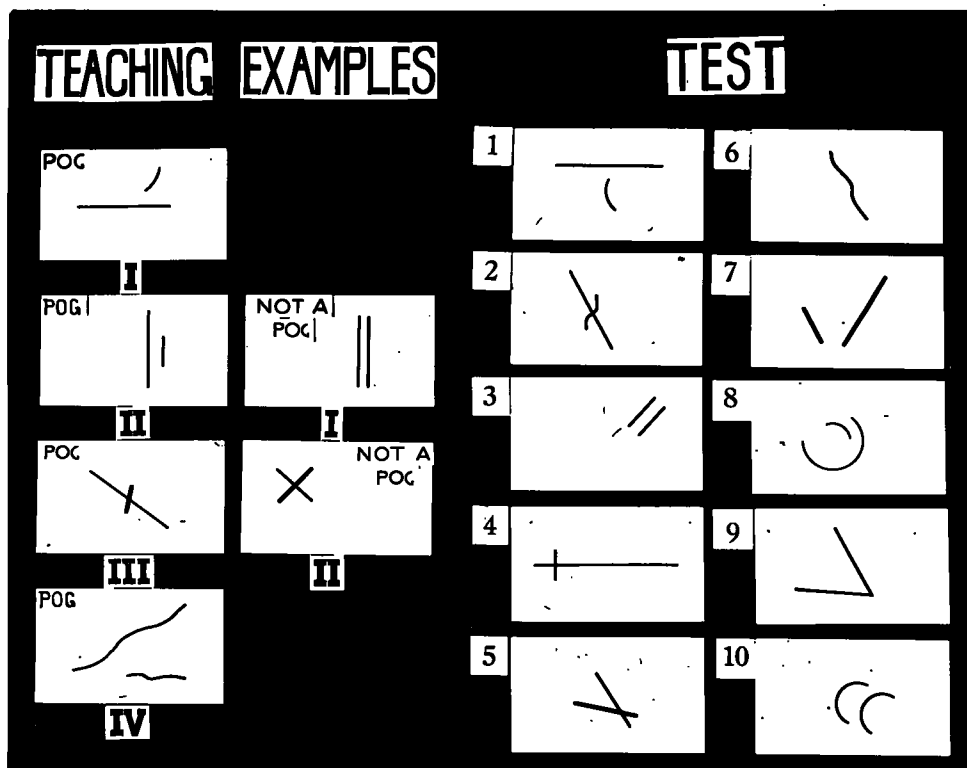 TEACHING EXAMPLES
TEST
POG
I
POG
II
NOT A
POG
I
POG
III
NOT A
POG
II
POG
IV
1
2
3
4
5
6
7
8
9
10